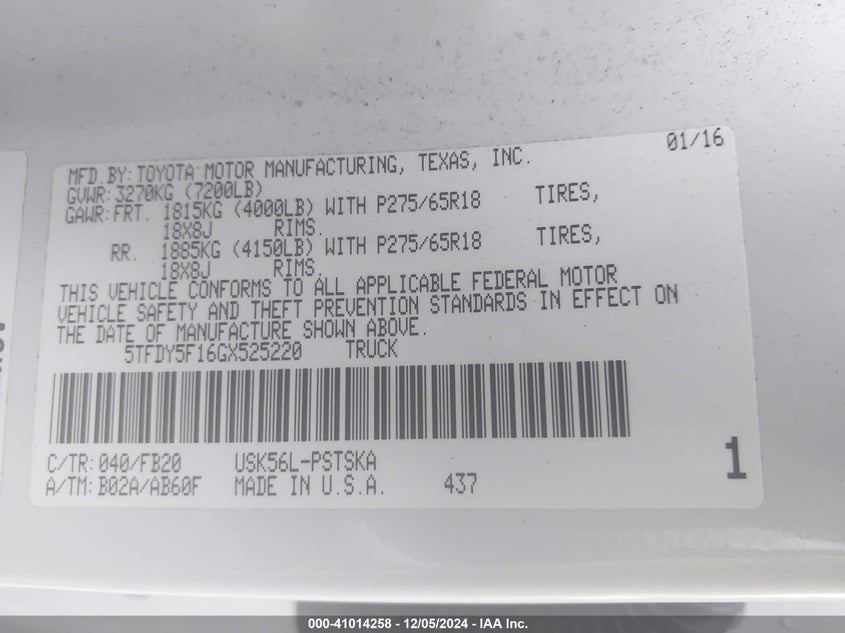 01/16
MFD. BY: TOYOTA MOTOR MANUFACTURING, TEXAS, INC.
GVWR: 3270KG (7200LB)
GAWR: FRT. 1815KG (4000LB) WITH P275/65R18 TIRES,
18X8J RIMS.
RR. 1885KG (4150LB) WITH P275/65R18 TIRES,
18X8J RIMS.
THIS VEHICLE CONFORMS TO ALL APPLICABLE FEDERAL MOTOR
VEHICLE SAFETY AND THEFT PREVENTION STANDARDS IN EFFECT ON
THE DATE OF MANUFACTURE SHOWN ABOVE.
5TFDY5F16GX525220 TRUCK
C/TR: 040/FB20 USK56L-PSTSKA
A/TM: B02A/AB60F MADE IN U.S.A. 437
1
000-41014258 - 12/05/2024 - IAA Inc.